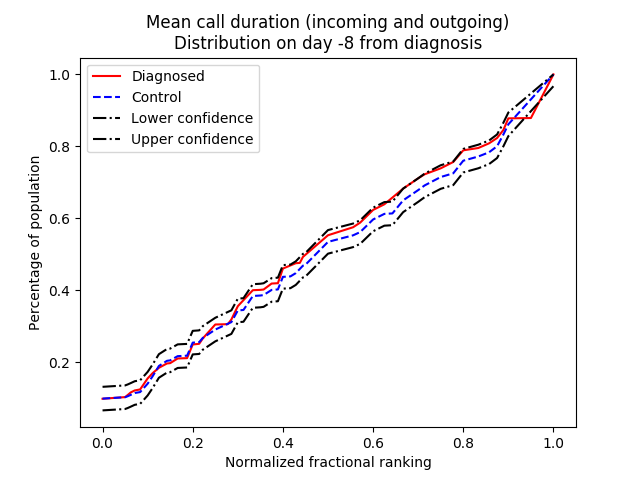 Mean call duration (incoming and outgoing)
Distribution on day -8 from diagnosis
Diagnosed
Control
Lower confidence
Upper confidence
Percentage of population
1.0
0.8
0.6
0.4
0.2
0.0 0.2 0.4 0.6 0.8 1.0
Normalized fractional ranking